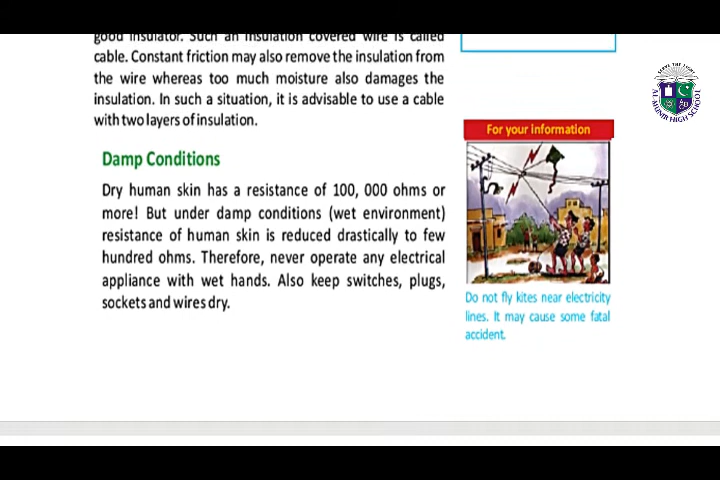 good insulator. Such an insulation covered wire is called
cable. Constant friction may also remove the insulation from
the wire whereas too much moisture also damages the
insulation. In such a situation, it is advisable to use a cable
with two layers of insulation.
Damp Conditions
Dry human skin has a resistance of 100, 000 ohms or
more! But under damp conditions (wet environment)
resistance of human skin is reduced drastically to few
hundred ohms. Therefore, never operate any electrical
appliance with wet hands. Also keep switches, plugs,
sockets and wires dry.
For your information
Do not fly kites near electricity
lines. It may cause some fatal
accident.
AL-MUNIR HIGH SCHOOL